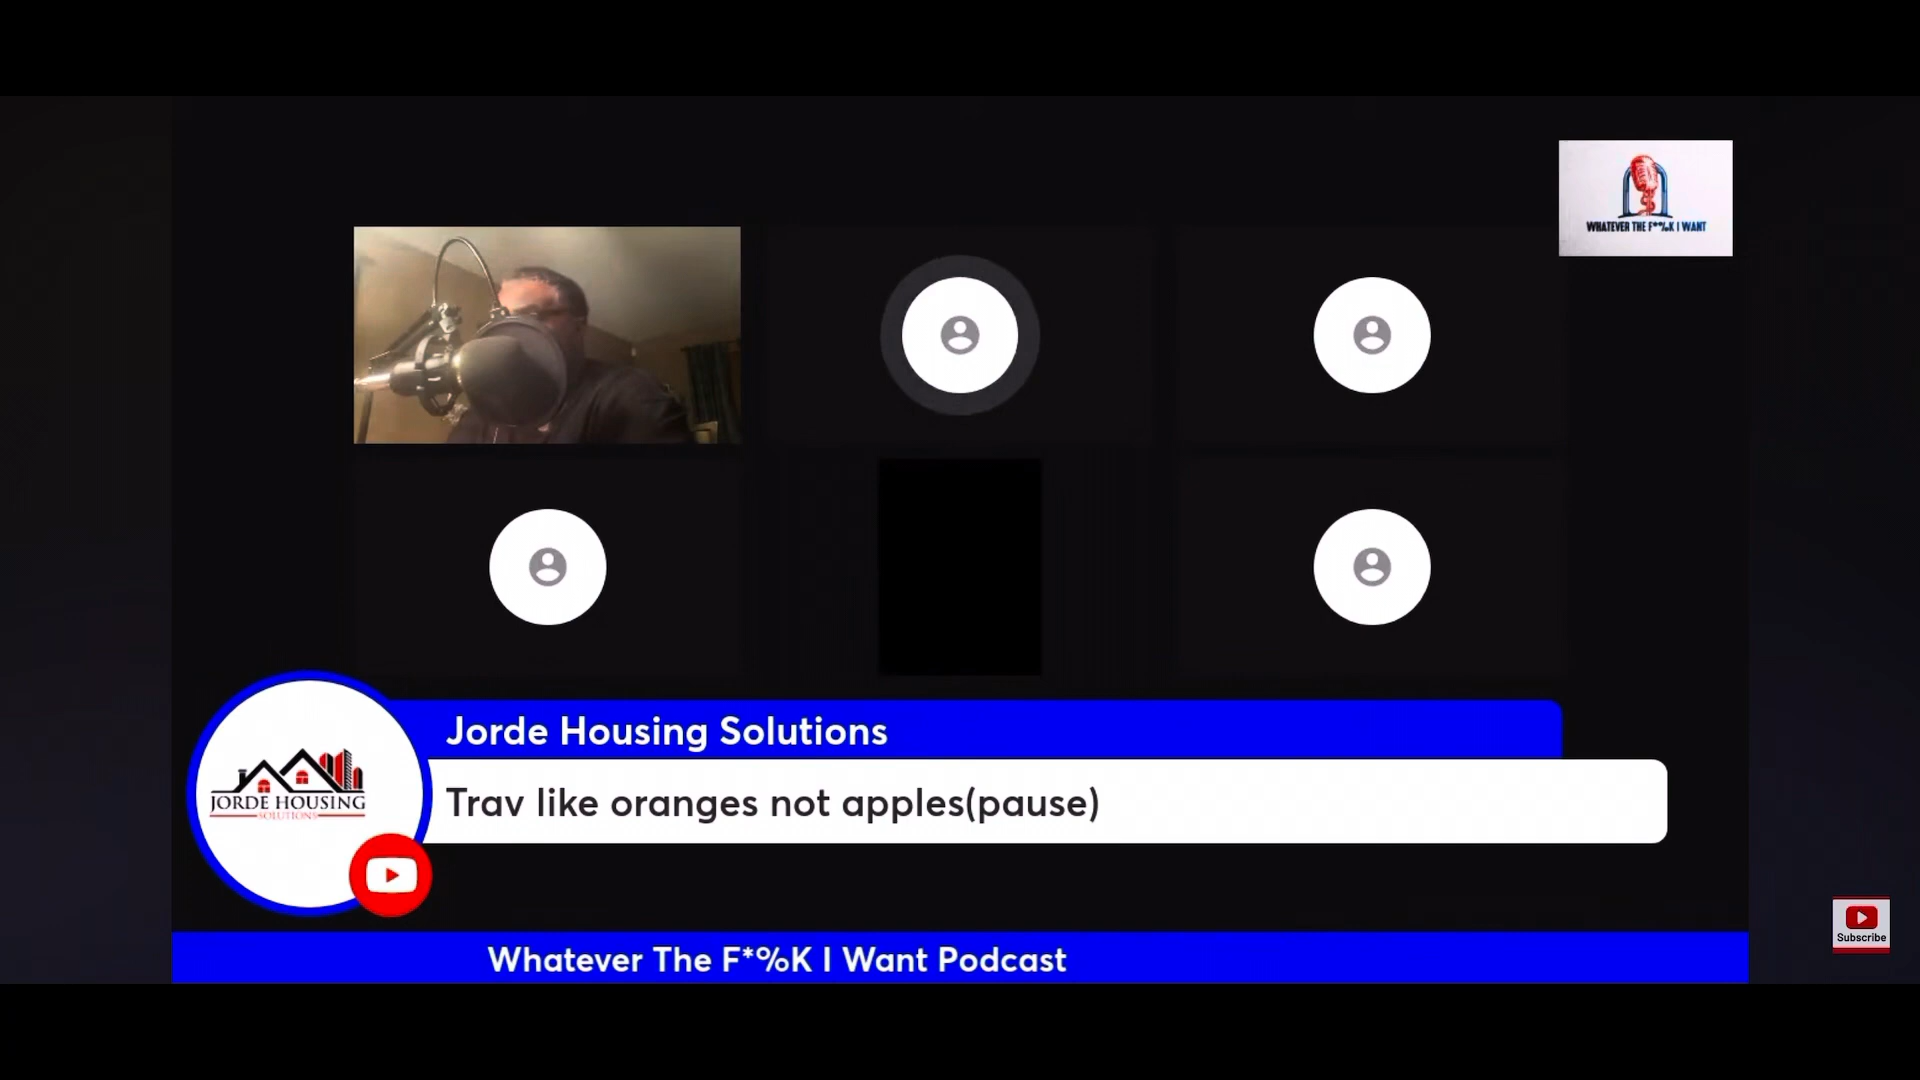 WHATEVER THE F*%K I WANT
Jorde Housing Solutions
JORDE HOUSING
SOLUTIONS
Trav like oranges not apples(pause)
Subscribe
Whatever The F*%K I Want Podcast